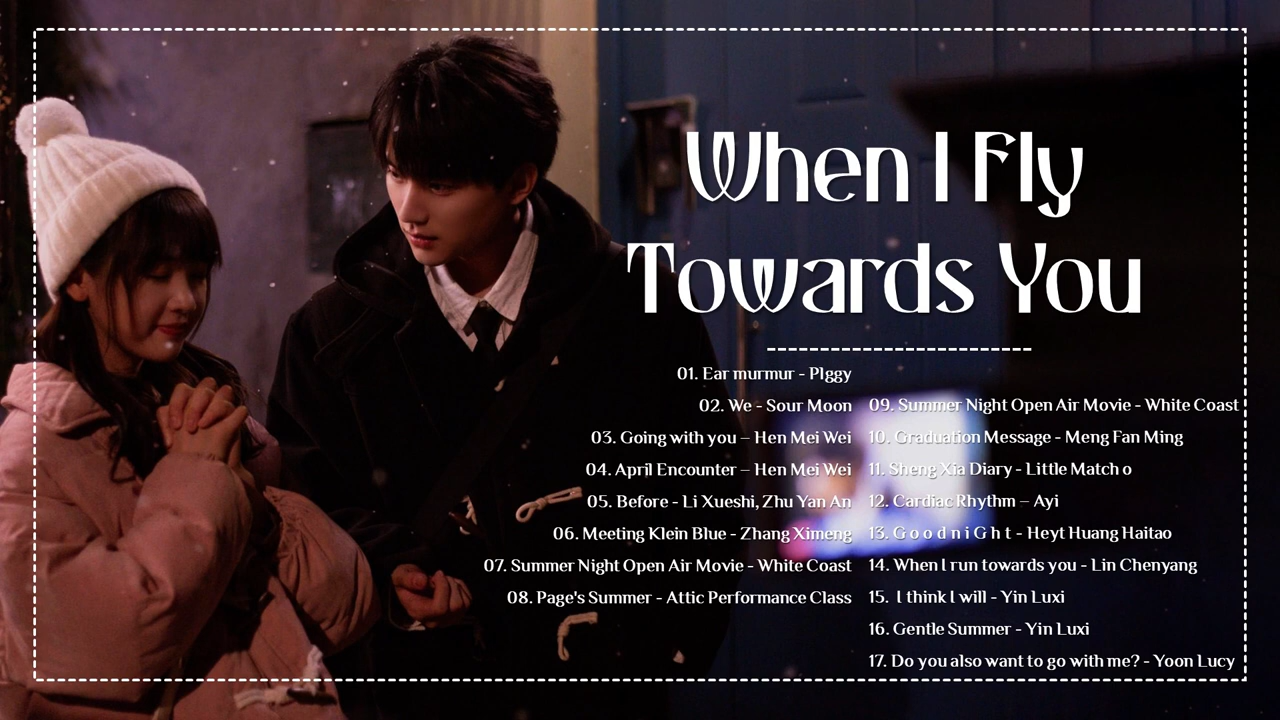 When I Fly
Towards You
01. Ear murmur - PIggy
02. We - Sour Moon
03. Going with you – Hen Mei Wei
04. April Encounter – Hen Mei Wei
05. Before - Li Xueshi, Zhu Yan An
06. Meeting Klein Blue - Zhang Ximeng
07. Summer Night Open Air Movie - White Coast
08. Page's Summer - Attic Performance Class
09. Summer Night Open Air Movie - White Coast
10. Graduation Message - Meng Fan Ming
11. Sheng Xia Diary - Little Match o
12. Cardiac Rhythm – Ayi
13. G o o d n i G h t - Heyt Huang Haitao
14. When I run towards you - Lin Chenyang
15. I think I will - Yin Luxi
16. Gentle Summer - Yin Luxi
17. Do you also want to go with me? - Yoon Lucy